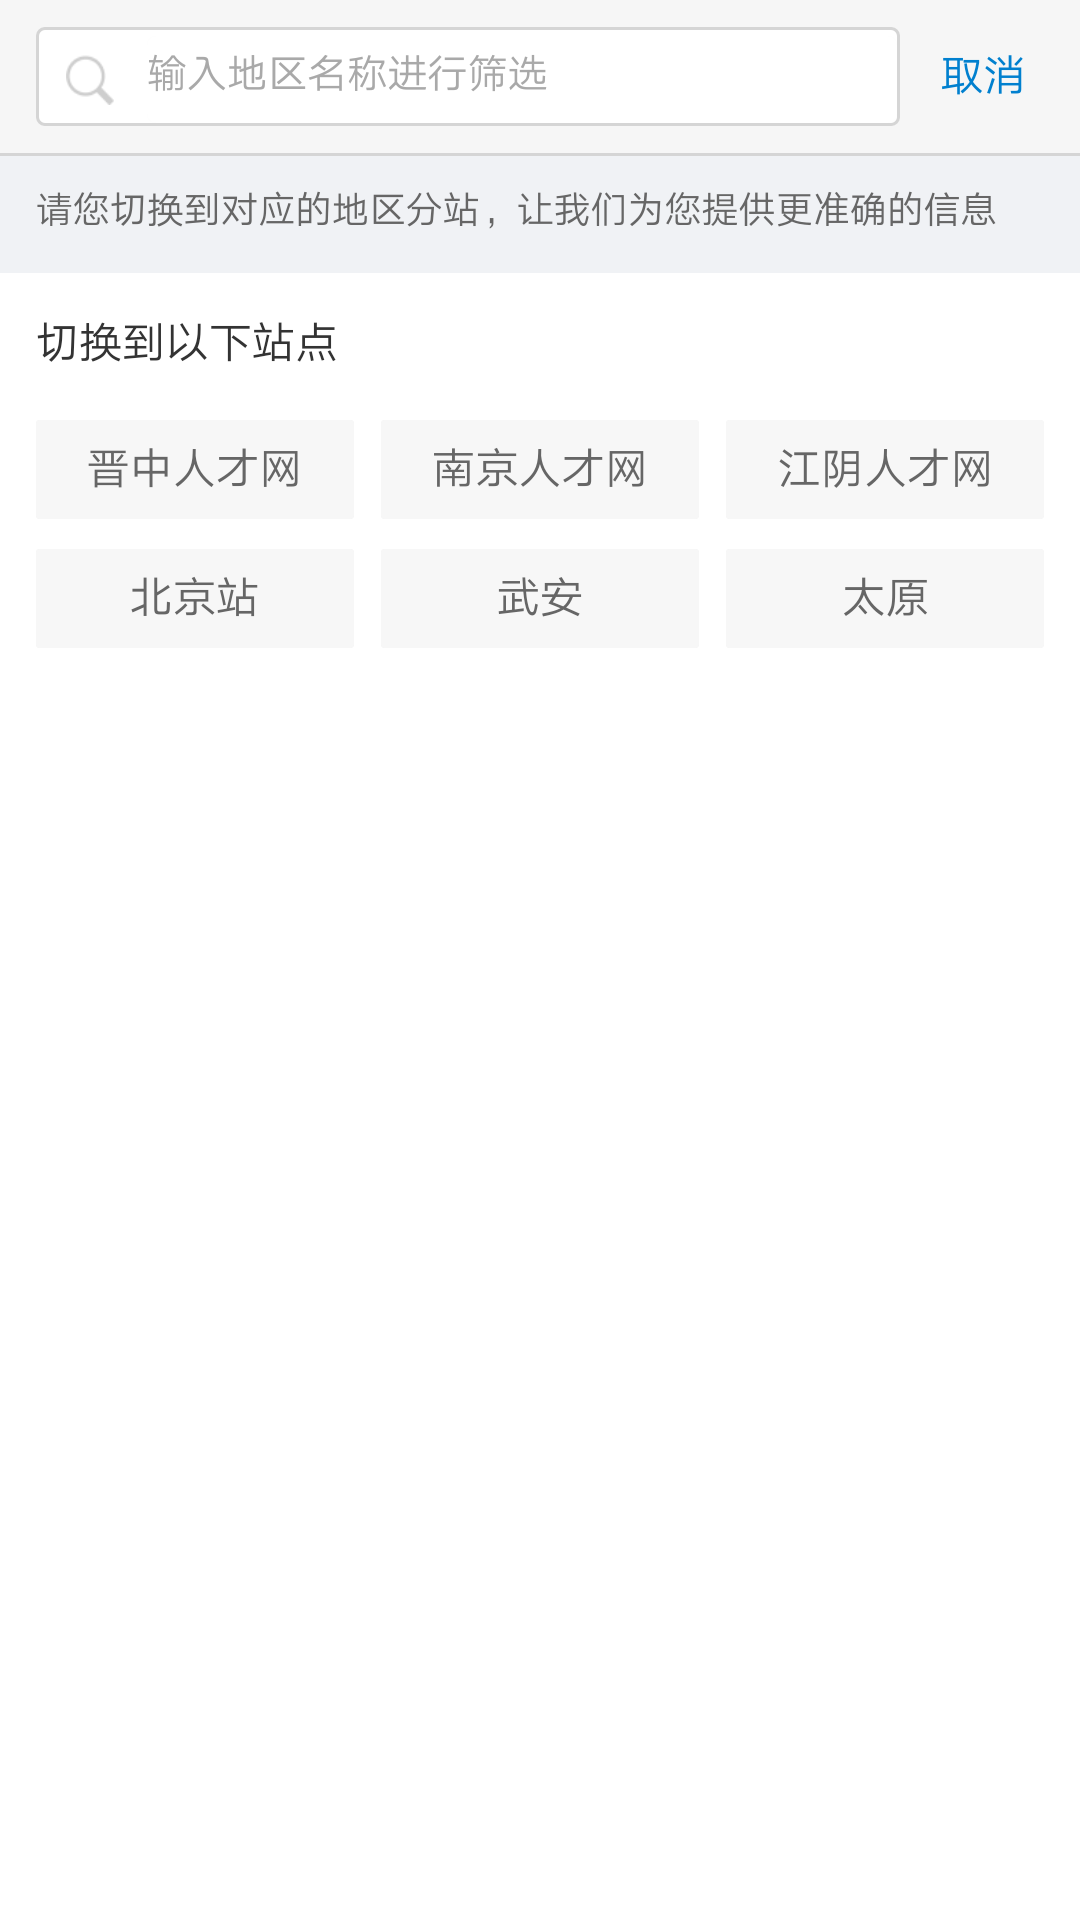 输入地区名称进行筛选 取消
请您切换到对应的地区分站，让我们为您提供更准确的信息
切换到以下站点
晋中人才网 南京人才网 江阴人才网
北京站 武安 太原